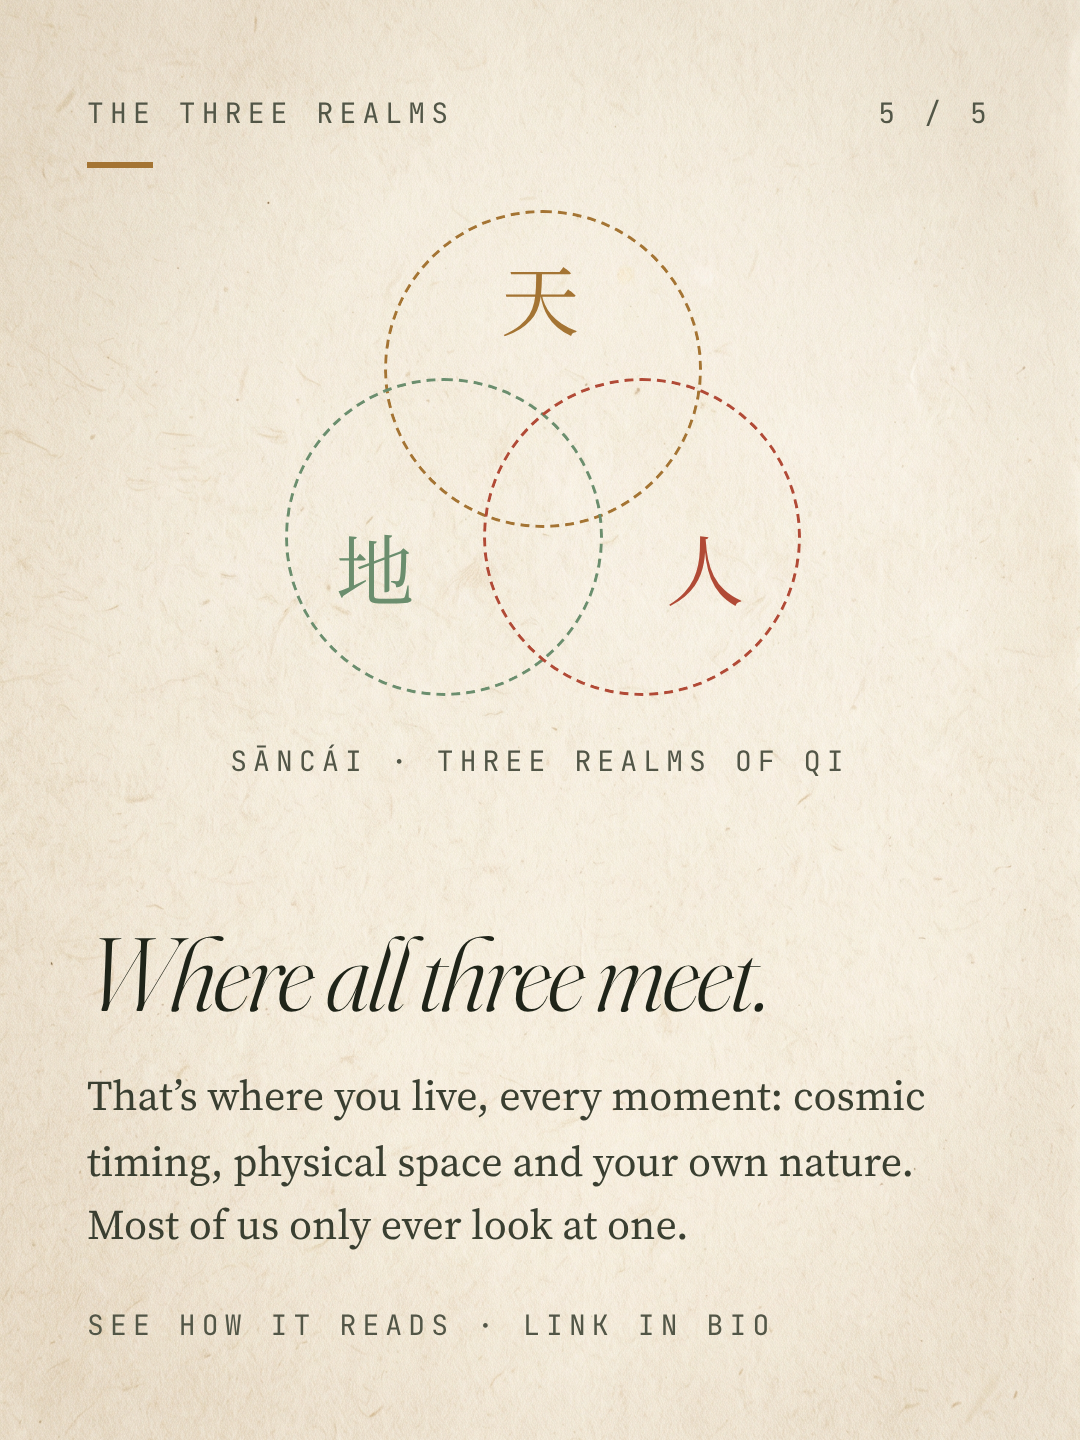 THE THREE REALMS
5 / 5
天
地
人
SĀNCÁI · THREE REALMS OF QI
Where all three meet.
That’s where you live, every moment: cosmic
timing, physical space and your own nature.
Most of us only ever look at one.
SEE HOW IT READS · LINK IN BIO